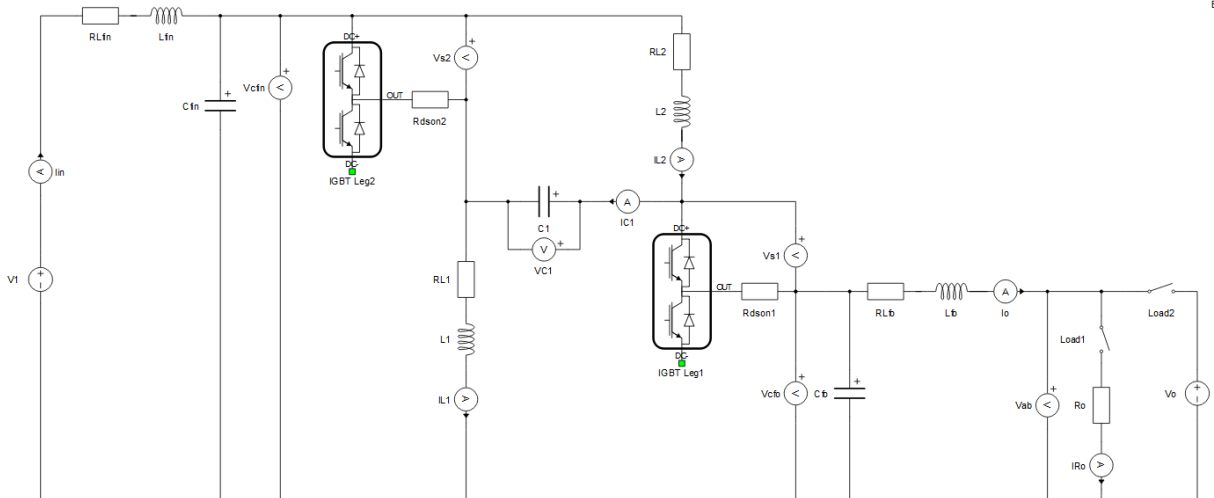 E
RLfin
Lfin
DC+
Vs2
RL2
Cfin
Vcfin
OUT
Rdson2
L2
Iin
DC-
IGBT Leg2
IL2
C1
IC1
DC+
V
VC1
Vs1
V1
RL1
OUT
Rdson1
RLfo
Lfo
A
Io
Load2
Load1
L1
DC-
IGBT Leg1
IL1
Vcfo
Cfo
Vab
Ro
Vo
IRo